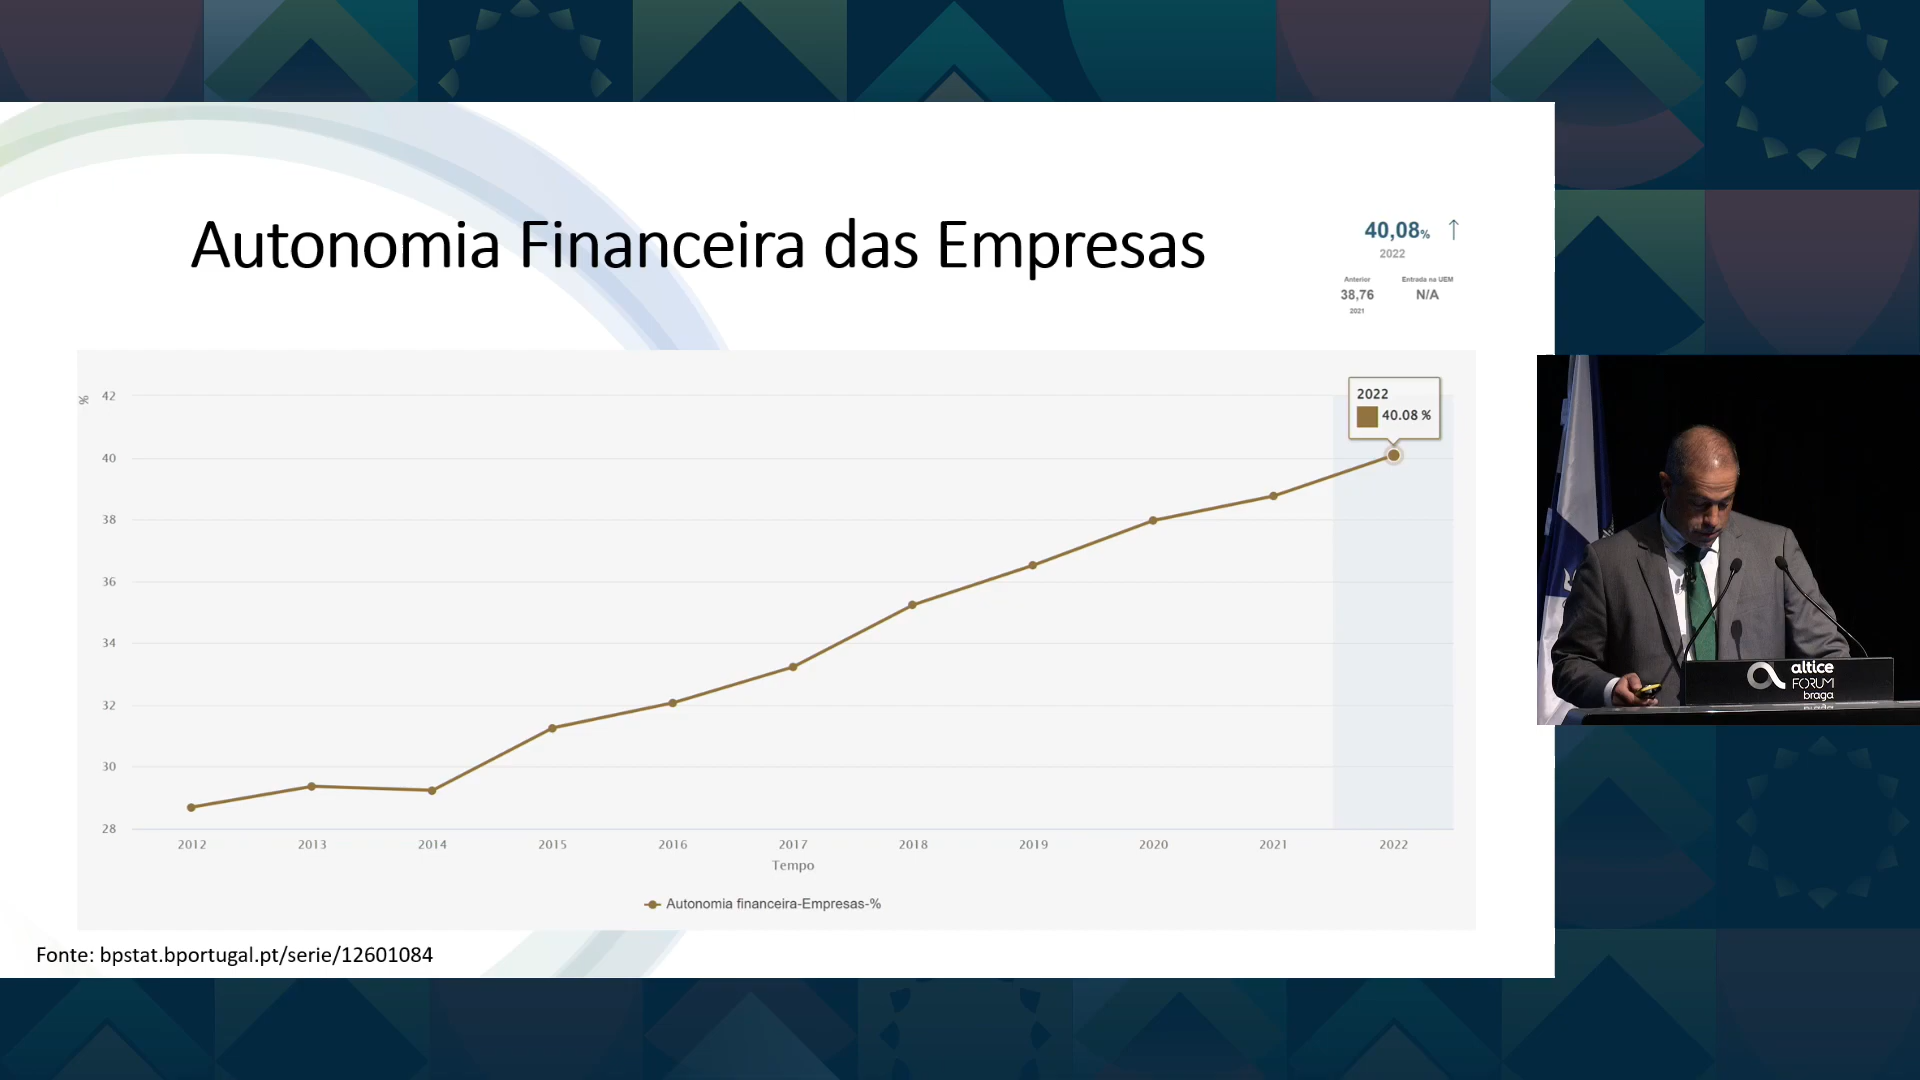 Autonomia Financeira das Empresas
40,08% ↑
2022
Anterior
38,76
2021
Entrada na UEM
N/A
%
42
40
38
36
34
32
30
28
2022
40.08 %
2012 2013 2014 2015 2016 2017 2018 2019 2020 2021 2022
Tempo
Autonomia financeira-Empresas-%
Fonte: bpstat.bportugal.pt/serie/12601084
altice
FORUM
braga